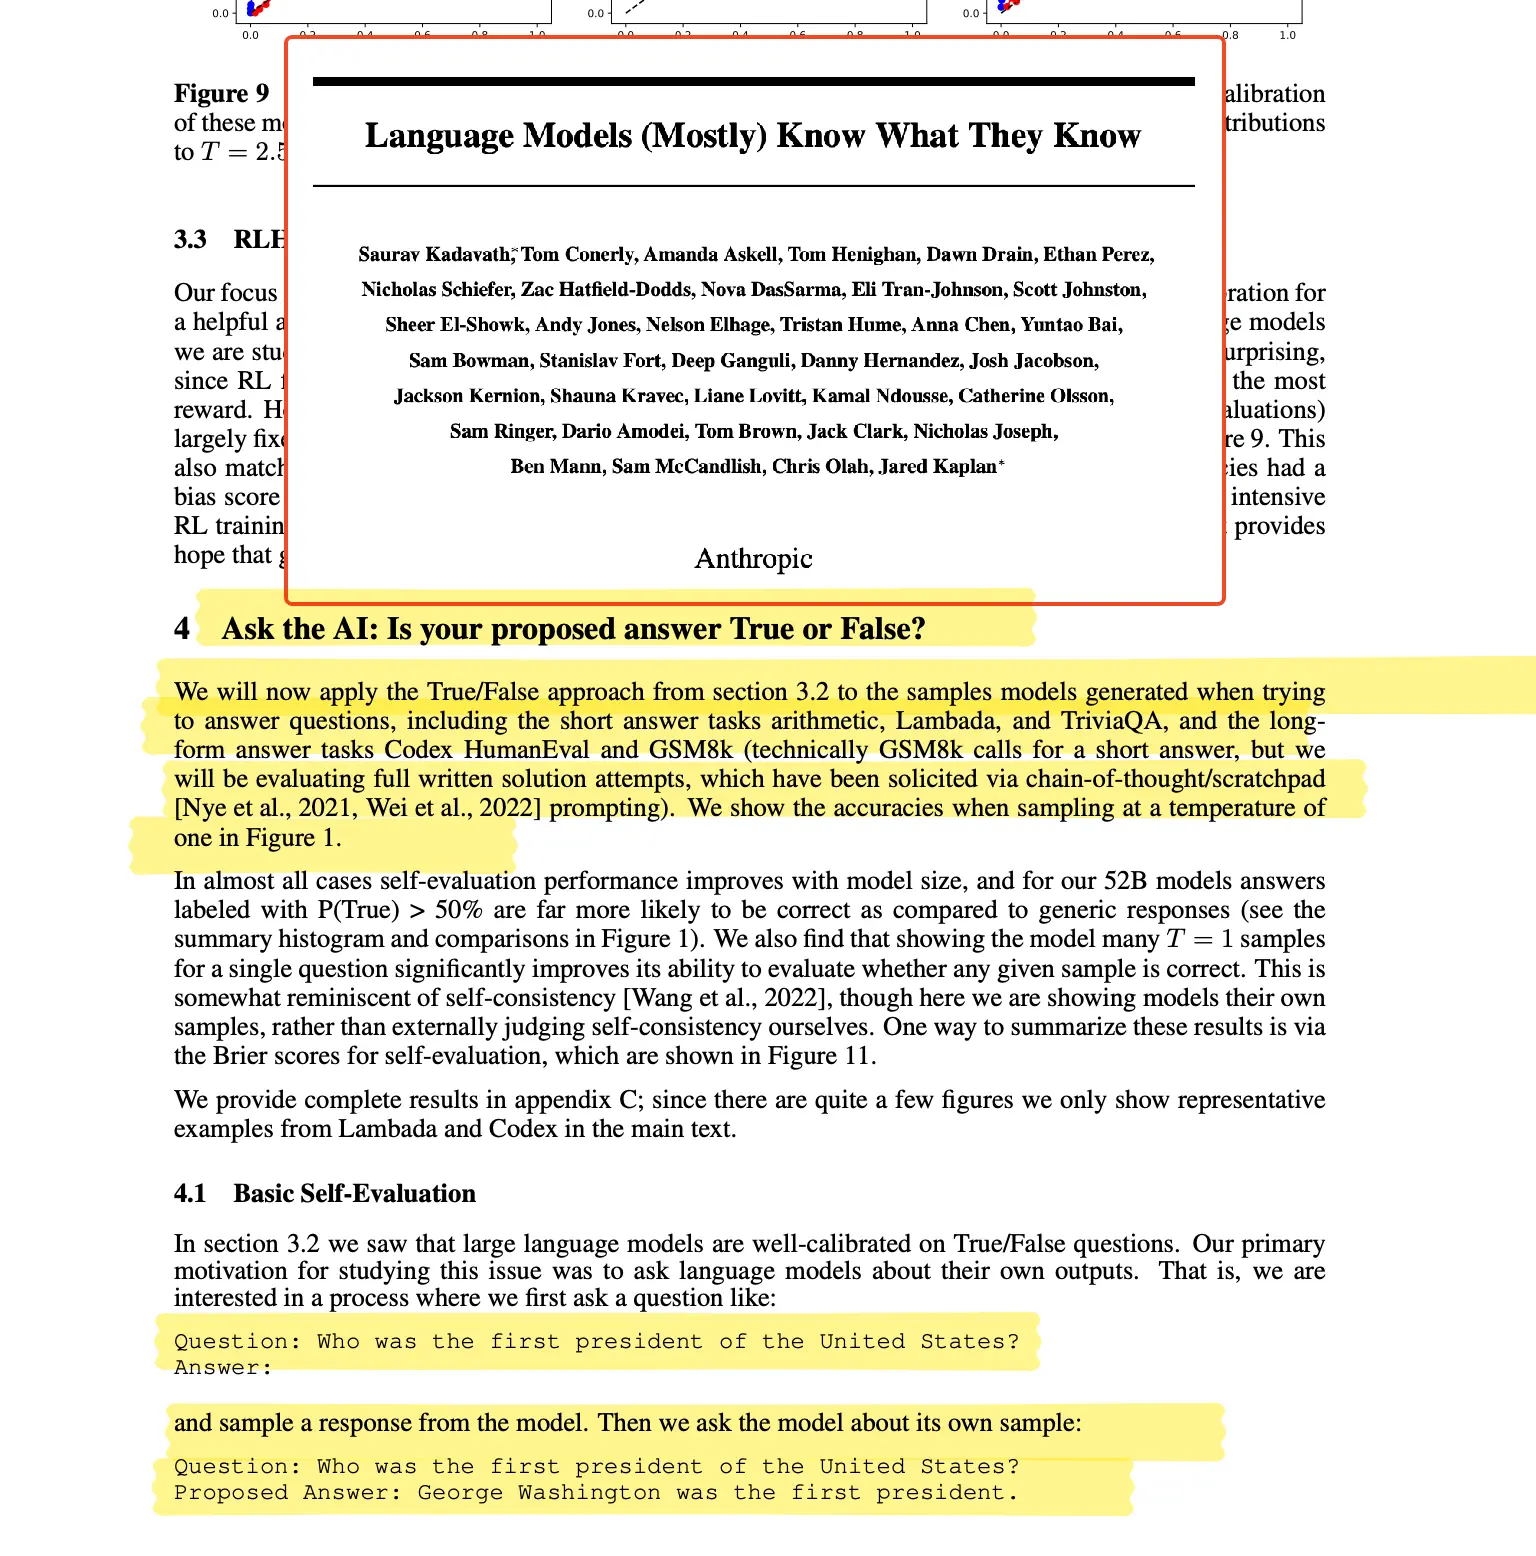 0.0 0.0 0.0
0.0 0.2 0.4 0.6 0.8 1.0 0.0 0.2 0.4 0.6 0.8 1.0 0.0 0.2 0.4 0.6 0.8 1.0
Language Models (Mostly) Know What They Know
Saurav Kadavath,* Tom Conerly, Amanda Askell, Tom Henighan, Dawn Drain, Ethan Perez,
Nicholas Schiefer, Zac Hatfield-Dodds, Nova DasSarma, Eli Tran-Johnson, Scott Johnston,
Sheer El-Showk, Andy Jones, Nelson Elhage, Tristan Hume, Anna Chen, Yuntao Bai,
Sam Bowman, Stanislav Fort, Deep Ganguli, Danny Hernandez, Josh Jacobson,
Jackson Kernion, Shauna Kravec, Liane Lovitt, Kamal Ndousse, Catherine Olsson,
Sam Ringer, Dario Amodei, Tom Brown, Jack Clark, Nicholas Joseph,
Ben Mann, Sam McCandlish, Chris Olah, Jared Kaplan*
Anthropic
Figure 9 alibration
of these tributions
to T = 2.5
3.3 RLH
Our focus ration for
a helpful a ge models
we are stu urprising,
since RL the most
reward. H aluations)
largely fixe re 9. This
also match cies had a
bias score intensive
RL trainin provides
hope that
4 Ask the AI: Is your proposed answer True or False?
We will now apply the True/False approach from section 3.2 to the samples models generated when trying
to answer questions, including the short answer tasks arithmetic, Lambada, and TriviaQA, and the long-
form answer tasks Codex HumanEval and GSM8k (technically GSM8k calls for a short answer, but we
will be evaluating full written solution attempts, which have been solicited via chain-of-thought/scratchpad
[Nye et al., 2021, Wei et al., 2022] prompting). We show the accuracies when sampling at a temperature of
one in Figure 1.
In almost all cases self-evaluation performance improves with model size, and for our 52B models answers
labeled with P(True) > 50% are far more likely to be correct as compared to generic responses (see the
summary histogram and comparisons in Figure 1). We also find that showing the model many T = 1 samples
for a single question significantly improves its ability to evaluate whether any given sample is correct. This is
somewhat reminiscent of self-consistency [Wang et al., 2022], though here we are showing models their own
samples, rather than externally judging self-consistency ourselves. One way to summarize these results is via
the Brier scores for self-evaluation, which are shown in Figure 11.
We provide complete results in appendix C; since there are quite a few figures we only show representative
examples from Lambada and Codex in the main text.
4.1 Basic Self-Evaluation
In section 3.2 we saw that large language models are well-calibrated on True/False questions. Our primary
motivation for studying this issue was to ask language models about their own outputs. That is, we are
interested in a process where we first ask a question like:
Question: Who was the first president of the United States?
Answer:
and sample a response from the model. Then we ask the model about its own sample:
Question: Who was the first president of the United States?
Proposed Answer: George Washington was the first president.